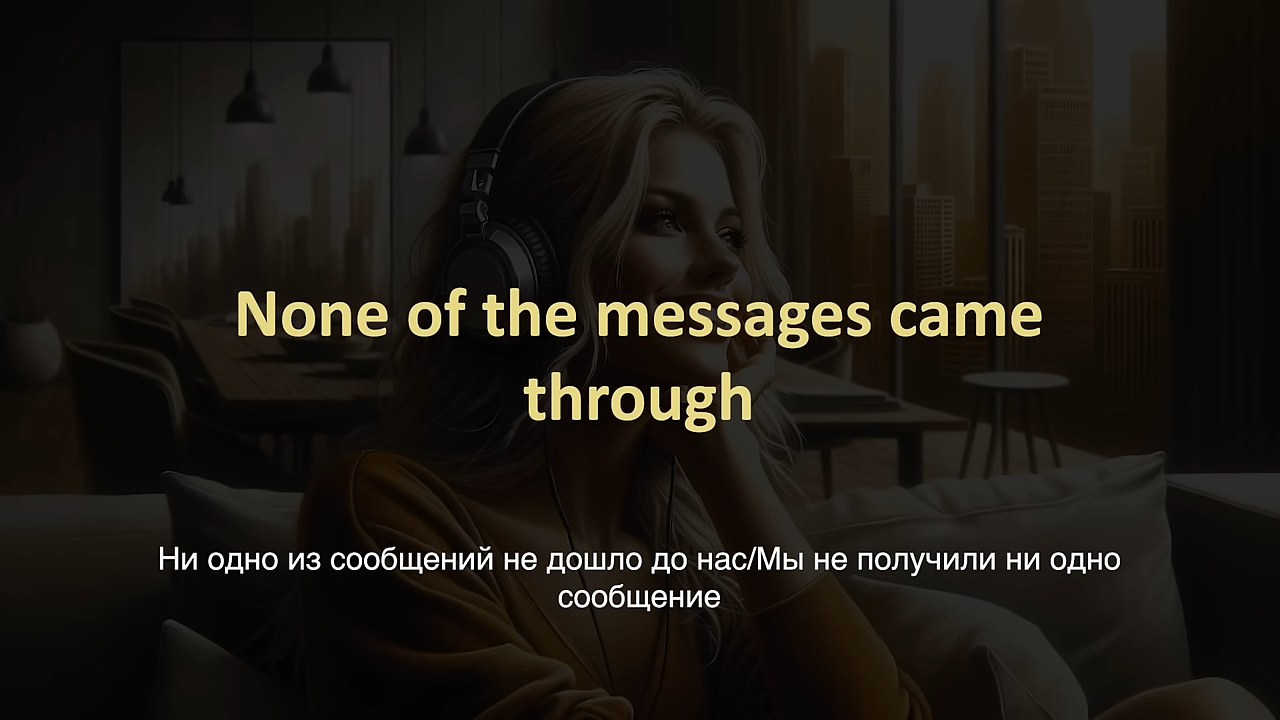 None of the messages came
through
Ни одно из сообщений не дошло до нас/Мы не получили ни одно
сообщение